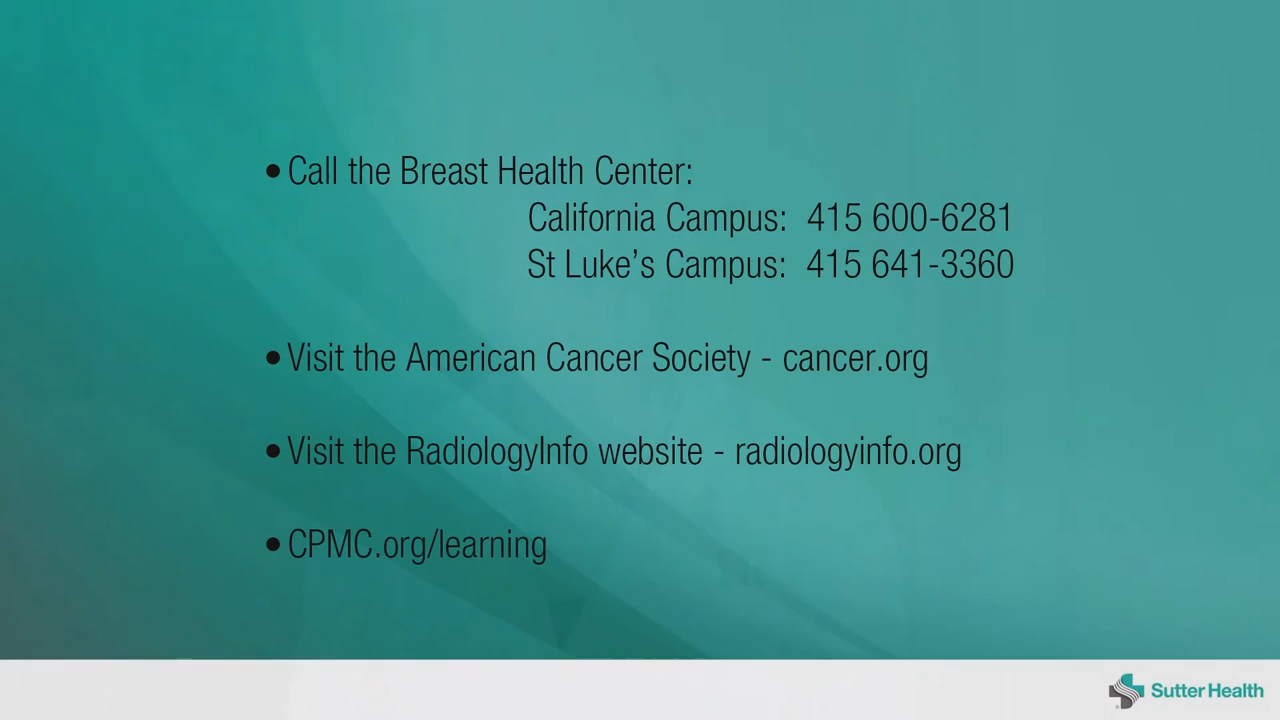 • Call the Breast Health Center:
California Campus: 415 600-6281
St Luke's Campus: 415 641-3360
• Visit the American Cancer Society - cancer.org
• Visit the RadiologyInfo website - radiologyinfo.org
• CPMC.org/learning
Sutter Health